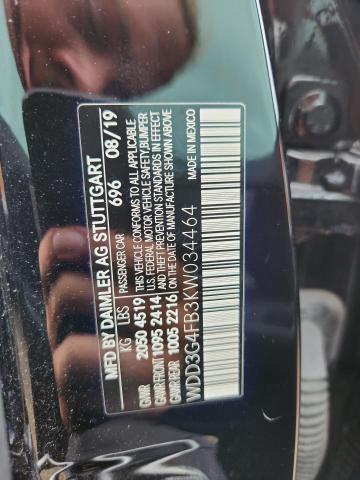 MFD BY DAIMLER AG STUTTGART
696 08/19
PASSENGER CAR
KG LBS
GVWR 2050 4519
GAWR FRONT 1095 2414
GAWR REAR 1005 2216
THIS VEHICLE CONFORMS TO ALL APPLICABLE
U.S. FEDERAL MOTOR VEHICLE SAFETY, BUMPER
AND THEFT PREVENTION STANDARDS IN EFFECT
ON THE DATE OF MANUFACTURE SHOWN ABOVE
MADE IN MEXICO
WDD3G4FB3KW034464